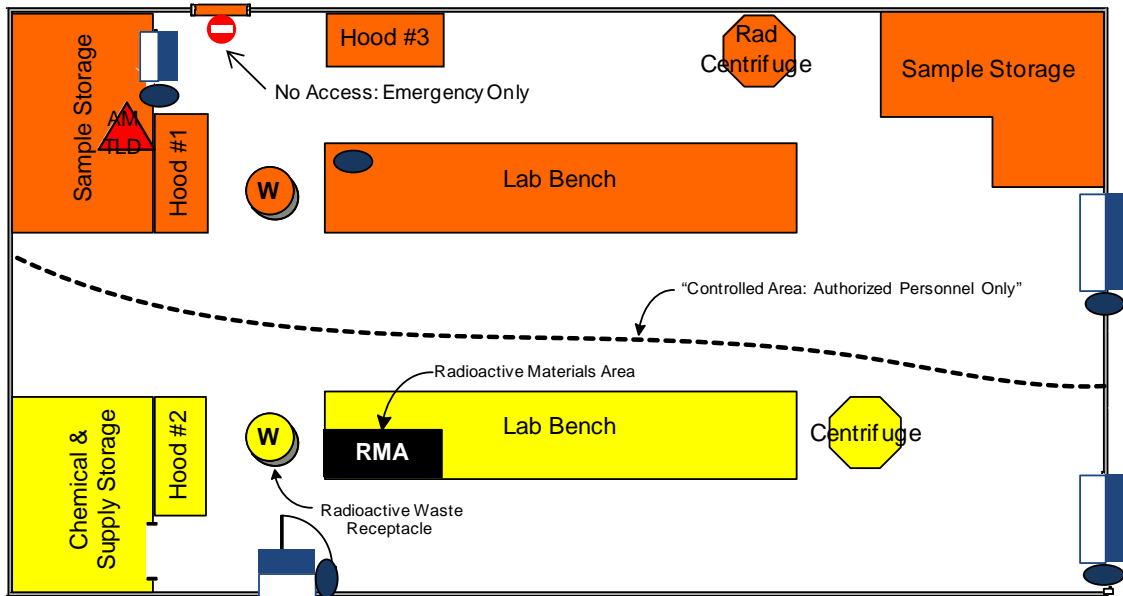 Hood #3
Rad
Centrifuge
Sample Storage
No Access: Emergency Only
Sample Storage
AM
TLD
Hood #1
W
Lab Bench
"Controlled Area: Authorized Personnel Only"
Radioactive Materials Area
Chemical &
Supply Storage
Hood #2
W
Lab Bench
RMA
Centrifuge
Radioactive Waste
Receptacle